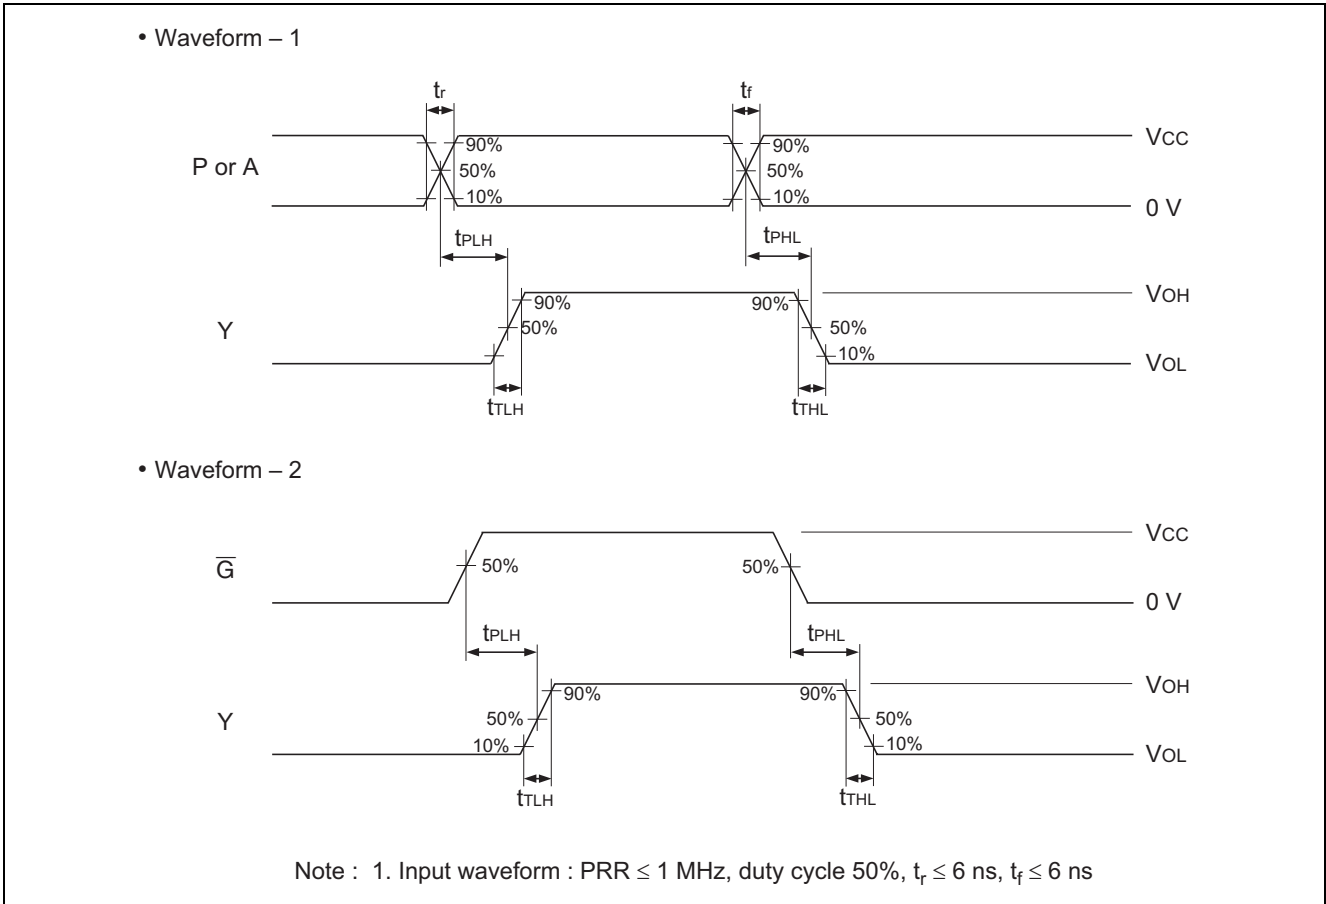 • Waveform – 1
tr
tf
P or A
90%
50%
10%
90%
50%
10%
VCC
0 V
tPLH
tPHL
Y
90%
50%
90%
50%
10%
VOH
VOL
tTLH
tTHL
• Waveform – 2
G̅
50%
50%
VCC
0 V
tPLH
tPHL
Y
90%
50%
10%
90%
50%
10%
VOH
VOL
tTLH
tTHL
Note : 1. Input waveform : PRR ≤ 1 MHz, duty cycle 50%, tr ≤ 6 ns, tf ≤ 6 ns